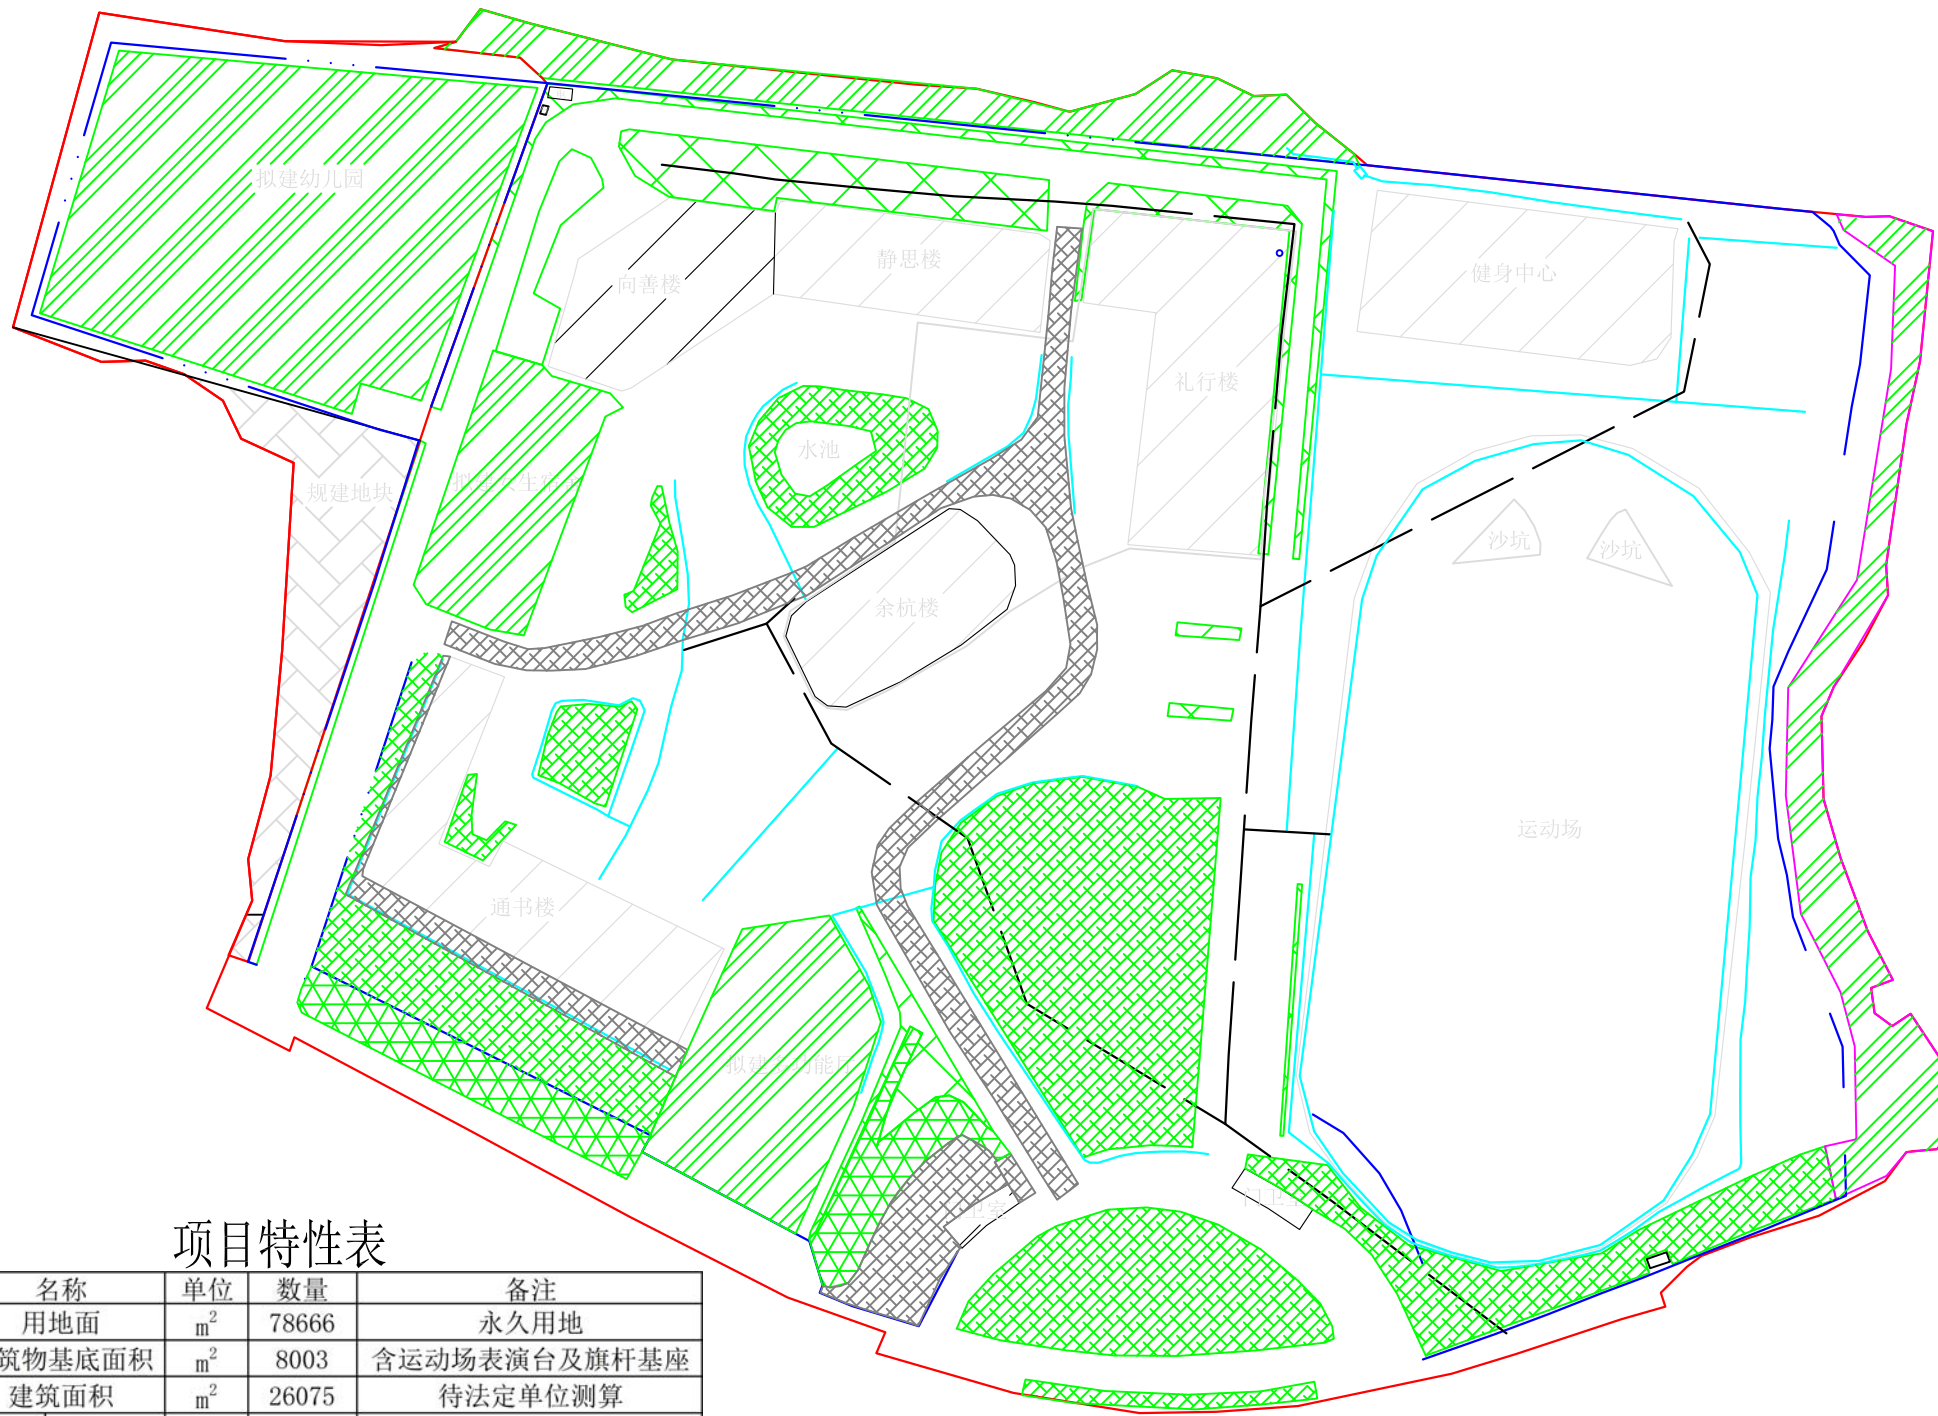 拟建幼儿园
向善楼
静思楼
健身中心
礼行楼
水池
规建地块
沙坑
沙坑
余杭楼
运动场
通书楼
项目特性表
名称 单位 数量 备注
用地面 m² 78666 永久用地
筑物基底面积 m² 8003 含运动场表演台及旗杆基座
建筑面积 m² 26075 待法定单位测算